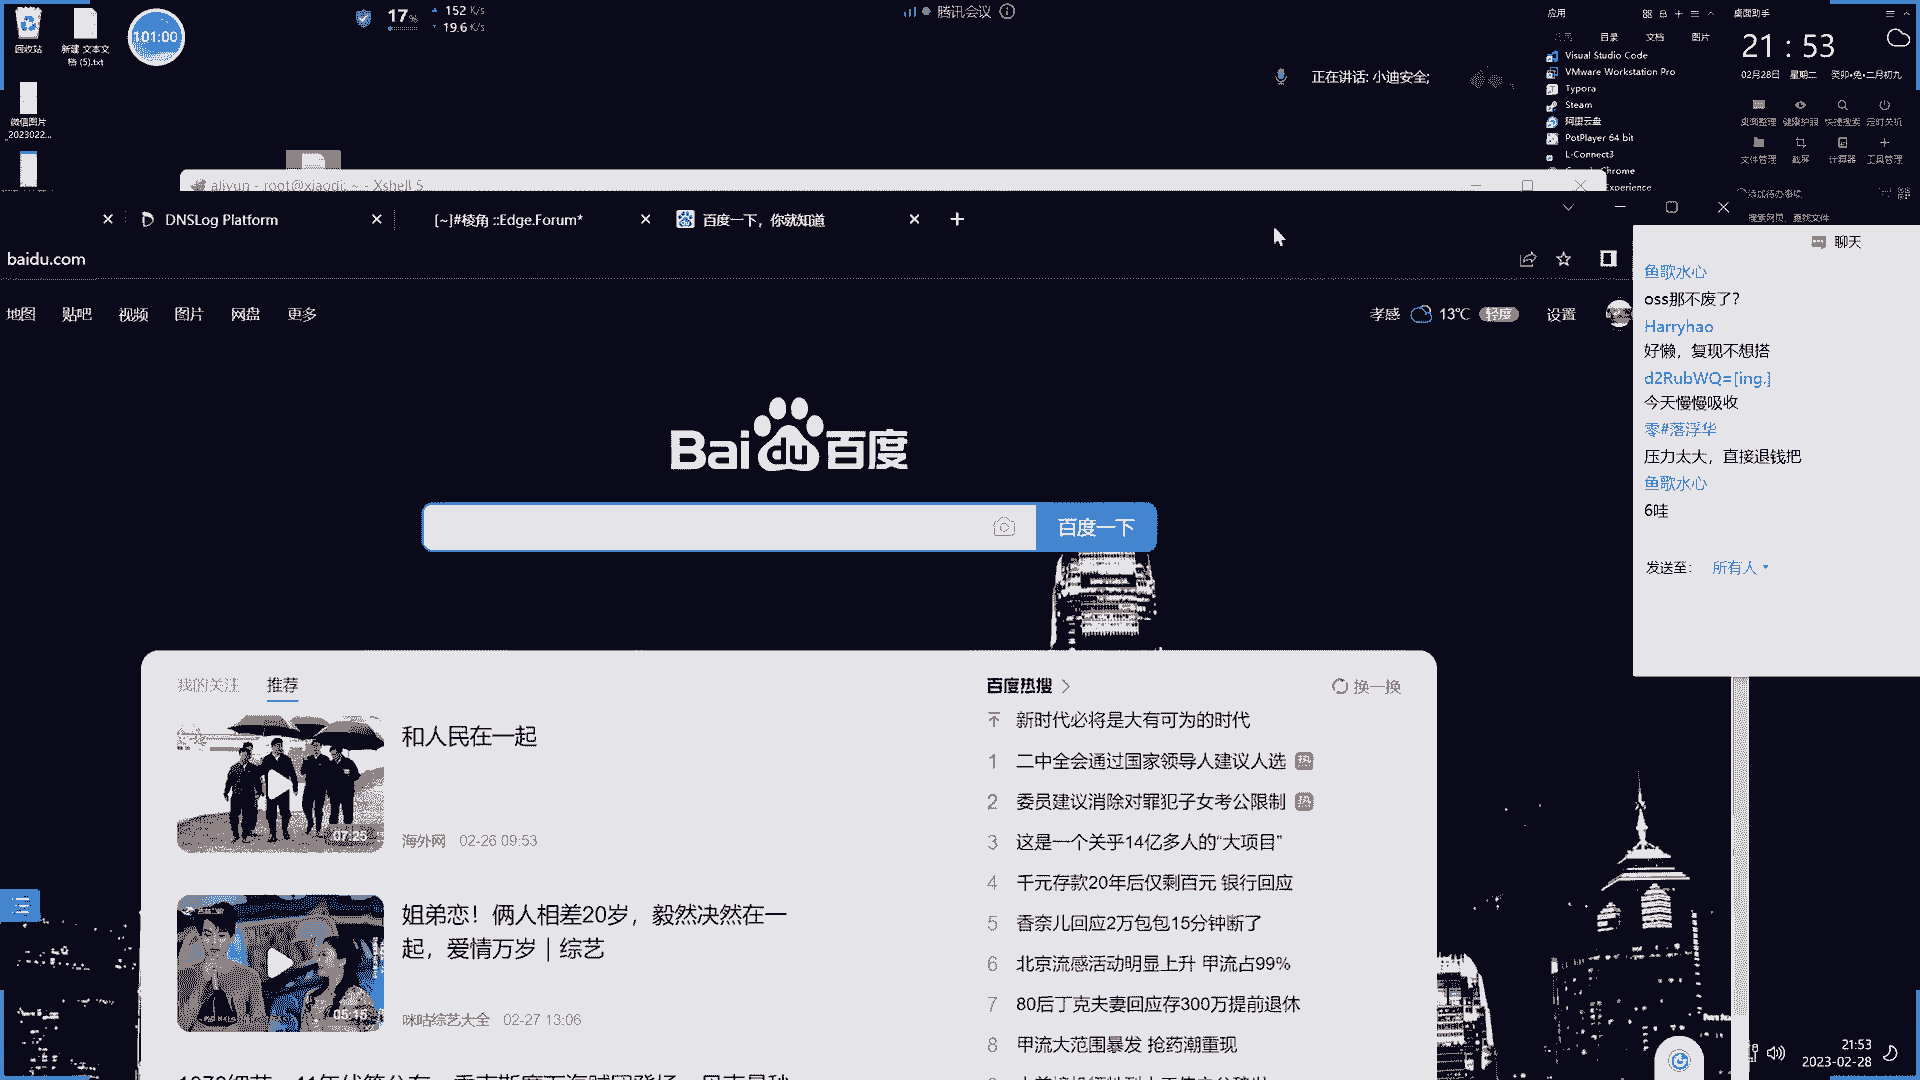 回收站
新建 文本文
档 (5).txt
101:00
17%
152 K/s
19.6 K/s
腾讯会议
正在讲话: 小迪安全;
应用
目录
文档
图片
Visual Studio Code
VMware Workstation Pro
Typora
Steam
阿里云盘
PotPlayer 64 bit
L-Connect3
Chrome
Experience
桌面助手
21 : 53
02月28日 星期二 癸卯•兔•二月初九
桌面整理 健康护眼 快捷搜索 定时关机
文件管理 截屏 计算器 工具管理
添加待办事项
搜索网页、查找文件
微信图片
_2023022...
aliyun - root@xiaodi: ~ - Xshell 5
DNSLog Platform
[~]#棱角 ::Edge.Forum*
百度一下，你就知道
baidu.com
地图 贴吧 视频 图片 网盘 更多
孝感 13℃ 轻度 设置
Bai du 百度
百度一下
聊天
鱼歌水心
oss那不废了?
Harryhao
好懒，复现不想搭
d2RubWQ=[ing.]
今天慢慢吸收
零#落浮华
压力太大，直接退钱把
鱼歌水心
6哇
发送至: 所有人
我的关注 推荐
和人民在一起
07:25
海外网 02-26 09:53
姐弟恋！俩人相差20岁，毅然决然在一
起，爱情万岁 | 综艺
05:15
咪咕综艺大全 02-27 13:06
百度热搜
换一换
新时代必将是大有可为的时代
1 二中全会通过国家领导人建议人选 热
2 委员建议消除对罪犯子女考公限制 热
3 这是一个关乎14亿多人的“大项目”
4 千元存款20年后仅剩百元 银行回应
5 香奈儿回应2万包包15分钟断了
6 北京流感活动明显上升 甲流占99%
7 80后丁克夫妻回应存300万提前退休
8 甲流大范围暴发 抢药潮重现
21:53
2023-02-28